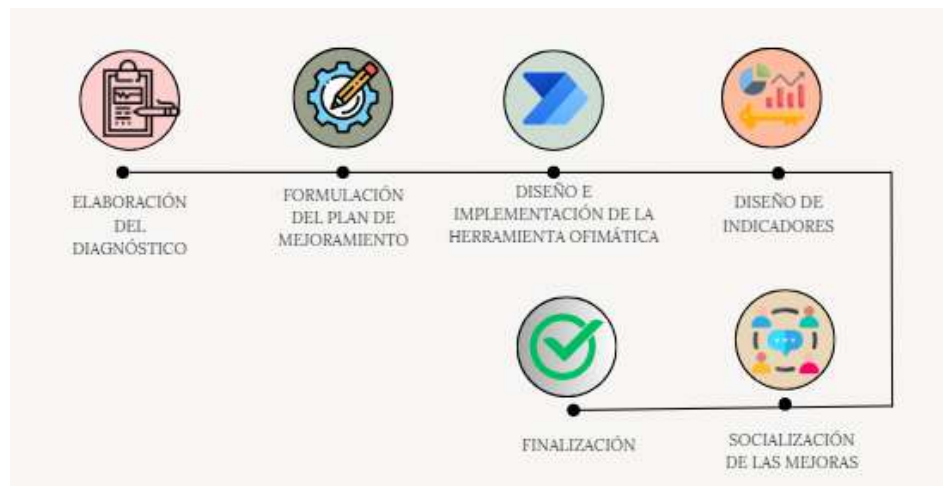 ELABORACIÓN
DEL
DIAGNÓSTICO
FORMULACIÓN
DEL PLAN DE
MEJORAMIENTO
DISEÑO E
IMPLEMENTACIÓN DE LA
HERRAMIENTA OFIMÁTICA
DISEÑO DE
INDICADORES
SOCIALIZACIÓN
DE LAS MEJORAS
FINALIZACIÓN